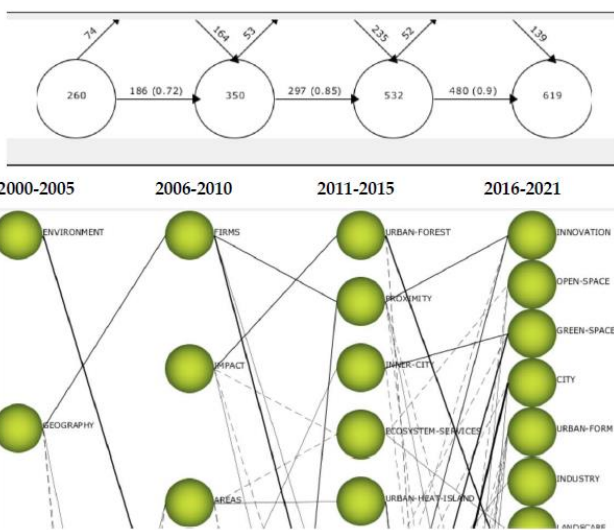 74
164
53
235
52
139
260
186 (0.72)
350
297 (0.85)
532
480 (0.9)
619
2000-2005
2006-2010
2011-2015
2016-2021
ENVIRONMENT
FIRMS
URBAN-FOREST
INNOVATION
OPEN-SPACE
PROXIMITY
GREEN-SPACE
IMPACT
INNER-CITY
CITY
GEOGRAPHY
ECOSYSTEM-SERVICES
URBAN-FORM
INDUSTRY
AREAS
URBAN-HEAT-ISLAND
LANDSCAPE